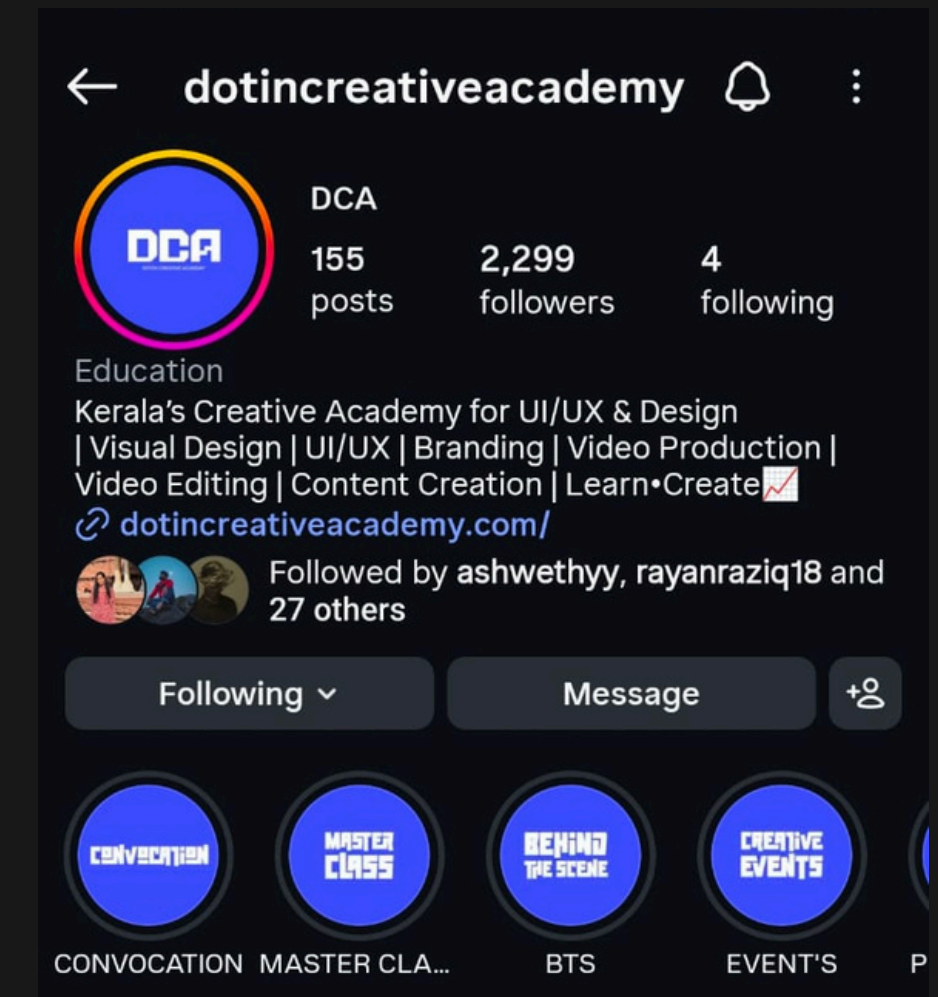 dotincreativeacademy
DCA
DCA
155
2,299
4
posts
followers
following
Education
Kerala's Creative Academy for UI/UX & Design
| Visual Design | UI/UX | Branding | Video Production |
Video Editing | Content Creation | Learn•Create📈
dotincreativeacademy.com/
Followed by ashwethyy, rayanraziq18 and
27 others
Following
Message
CONVOCATION
MASTER
CLASS
BEHIND
THE SCENE
CREATIVE
EVENTS
CONVOCATION
MASTER CLA...
BTS
EVENT'S
P